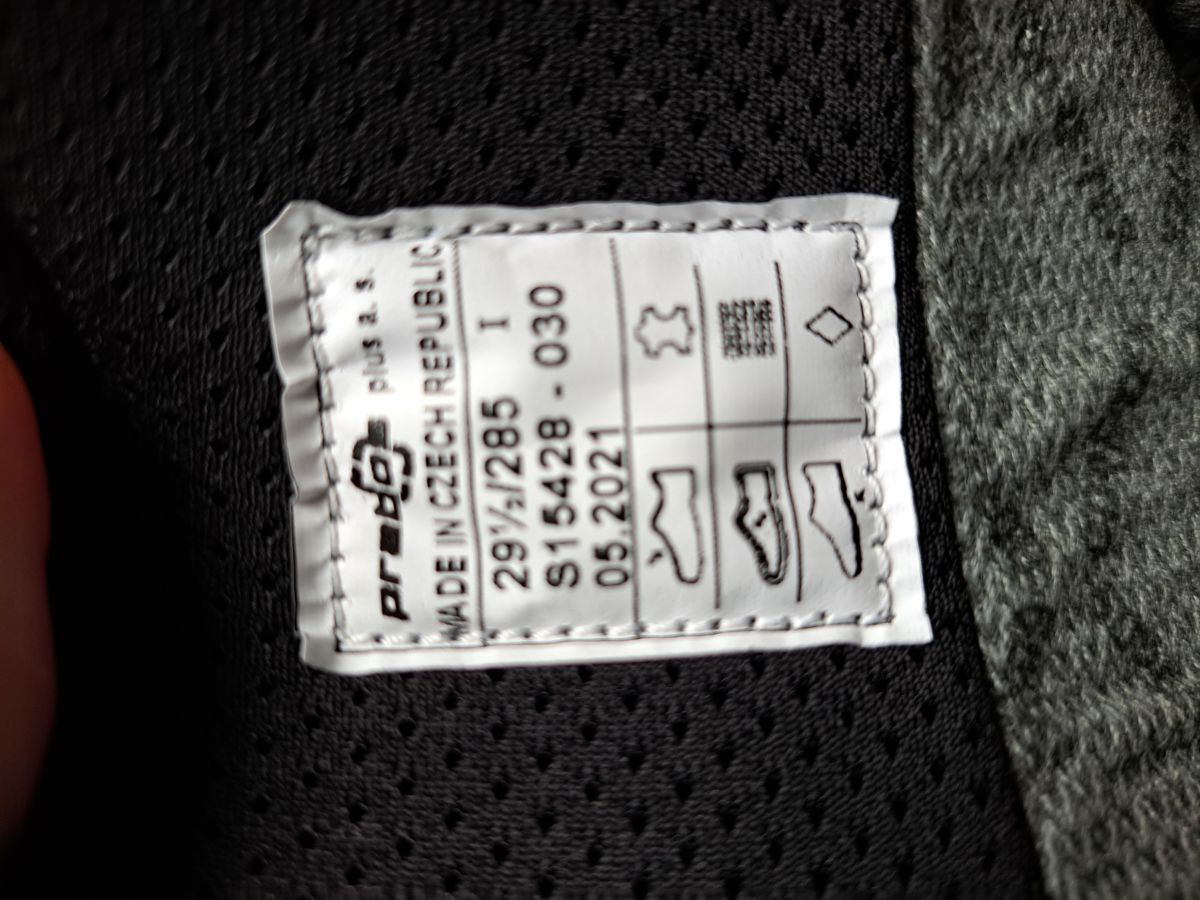 prabos plus a. s.
MADE IN CZECH REPUBLIC
29½/285 I
S15428 - 030
05.2021